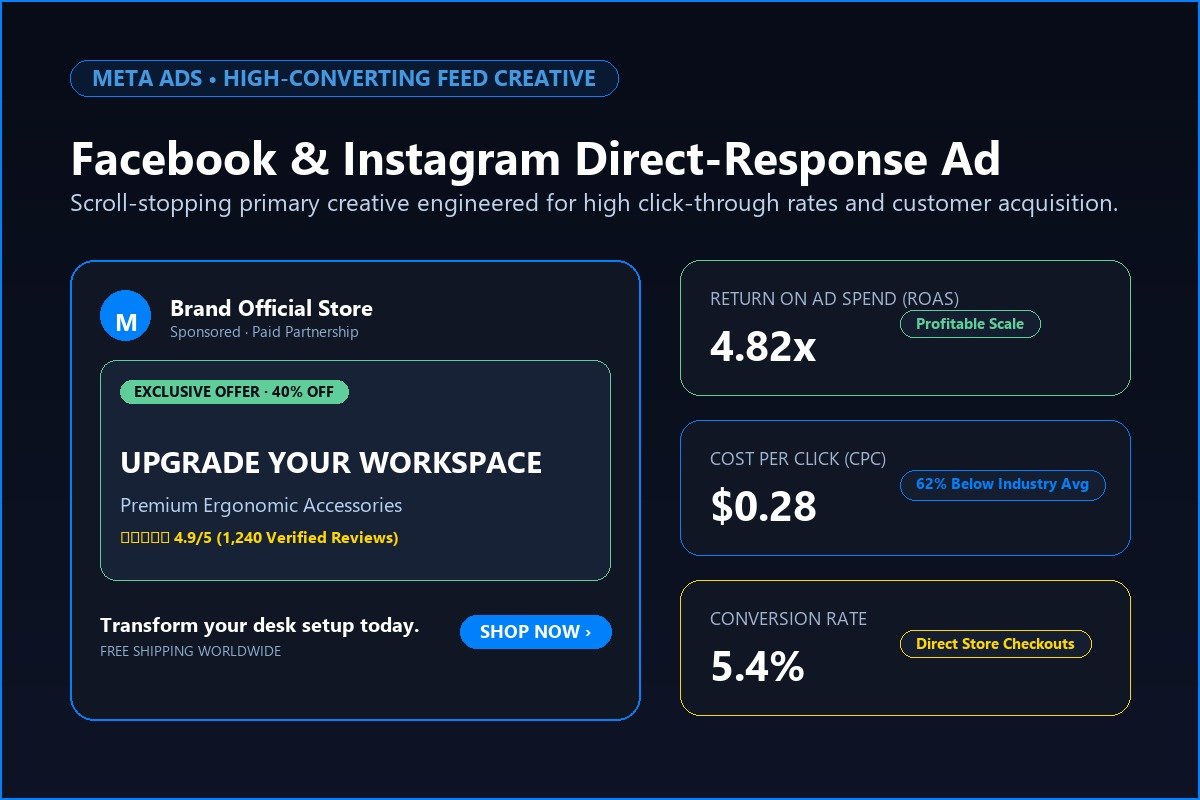 META ADS • HIGH-CONVERTING FEED CREATIVE
Facebook & Instagram Direct-Response Ad
Scroll-stopping primary creative engineered for high click-through rates and customer acquisition.
M
Brand Official Store
Sponsored · Paid Partnership
EXCLUSIVE OFFER · 40% OFF
UPGRADE YOUR WORKSPACE
Premium Ergonomic Accessories
▯▯▯▯▯ 4.9/5 (1,240 Verified Reviews)
Transform your desk setup today.
FREE SHIPPING WORLDWIDE
SHOP NOW ›
RETURN ON AD SPEND (ROAS)
Profitable Scale
4.82x
COST PER CLICK (CPC)
62% Below Industry Avg
$0.28
CONVERSION RATE
Direct Store Checkouts
5.4%